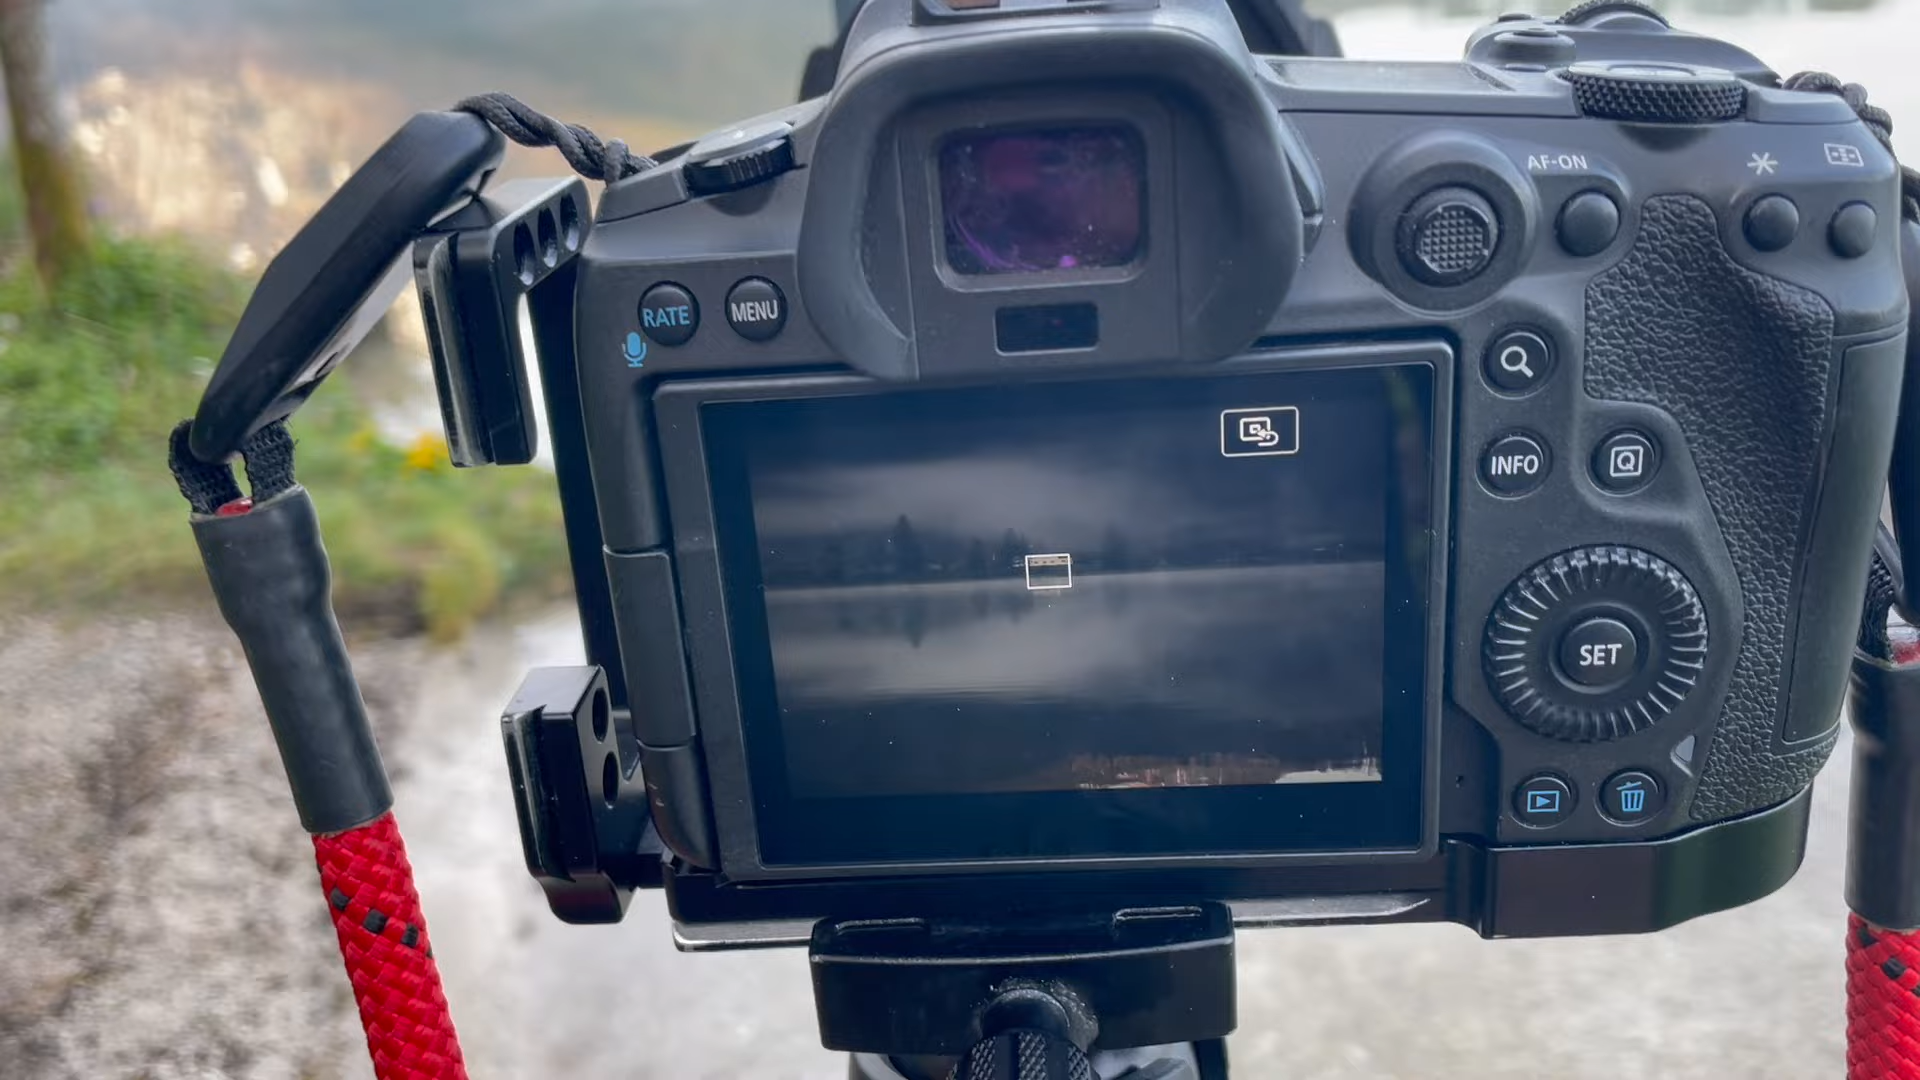 AF-ON
RATE
MENU
INFO
Q
SET